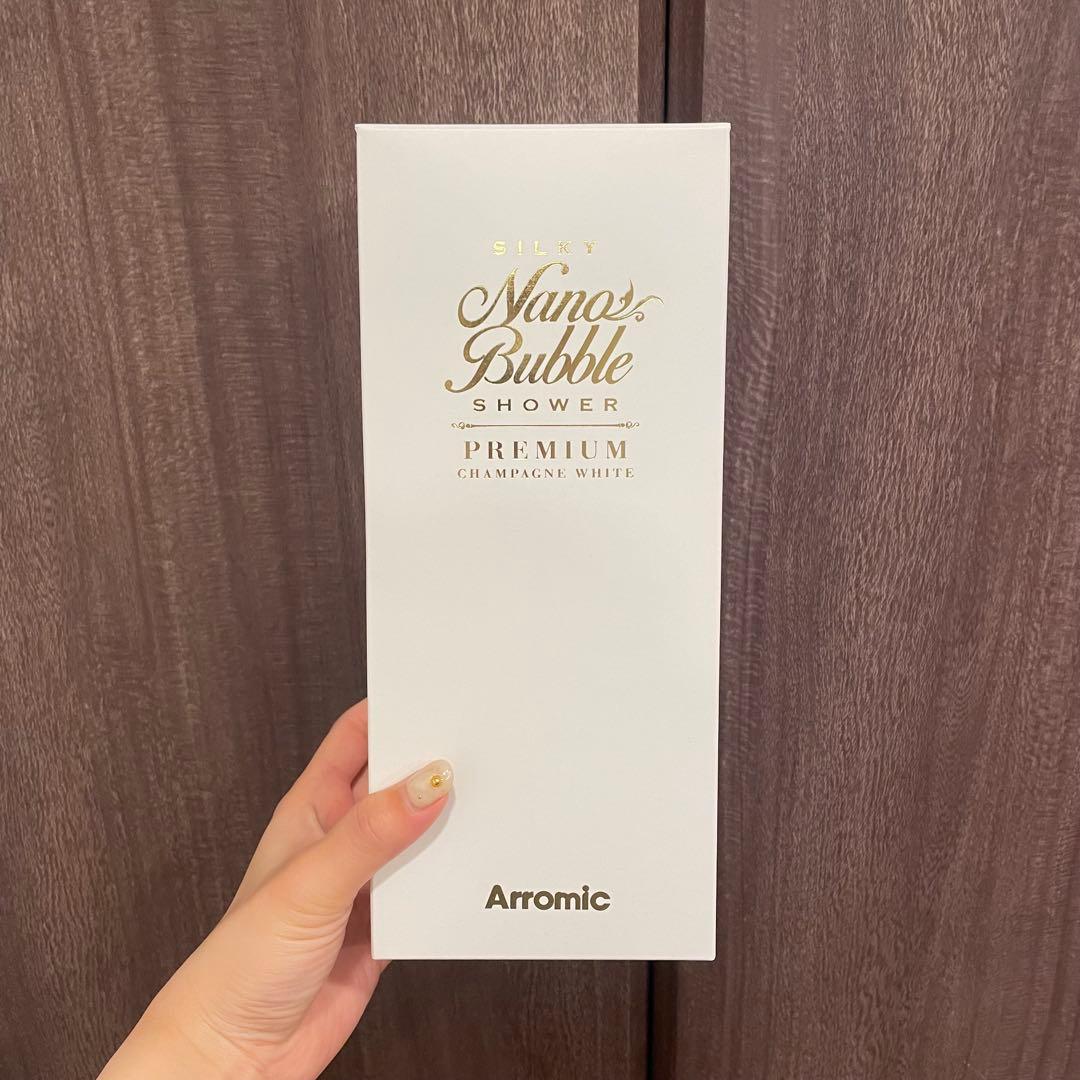 SILKY
Nano
Bubble
SHOWER
PREMIUM
CHAMPAGNE WHITE
Arromic